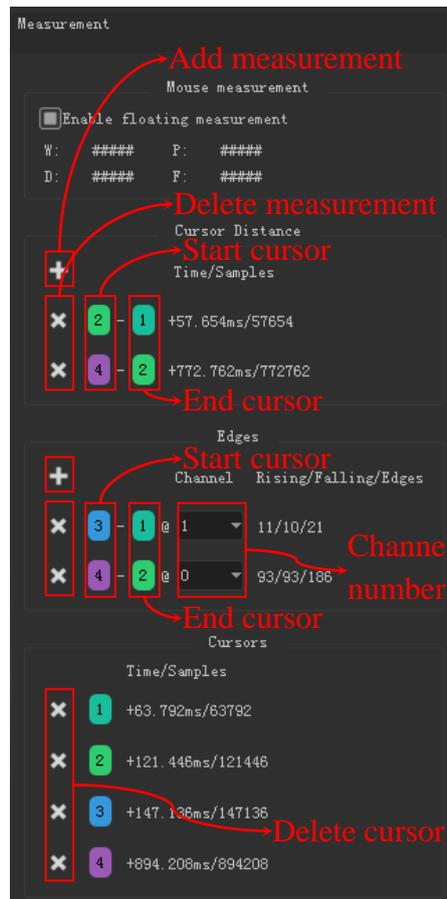 Measurement
Add measurement
Mouse measurement
Enable floating measurement
W: ##### P: #####
D: ##### F: #####
Delete measurement
Cursor Distance
Start cursor
+ Time/Samples
× 2 - 1 +57.654ms/57654
× 4 - 2 +772.762ms/772762
End cursor
Edges
Start cursor
+ Channel Rising/Falling/Edges
× 3 - 1 @ 1 11/10/21
Channe
× 4 - 2 @ 0 93/93/186
number
End cursor
Cursors
Time/Samples
× 1 +63.792ms/63792
× 2 +121.446ms/121446
× 3 +147.136ms/147136
Delete cursor
× 4 +894.208ms/894208